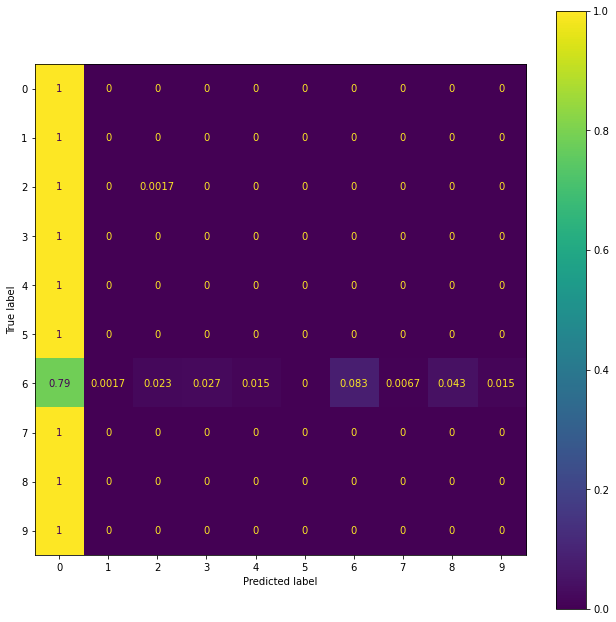 1.0
0 1 0 0 0 0 0 0 0 0 0
1 1 0 0 0 0 0 0 0 0 0
0.8
2 1 0 0.0017 0 0 0 0 0 0 0
3 1 0 0 0 0 0 0 0 0 0
0.6
4 1 0 0 0 0 0 0 0 0 0
True label
5 1 0 0 0 0 0 0 0 0 0
0.4
6 0.79 0.0017 0.023 0.027 0.015 0 0.083 0.0067 0.043 0.015
7 1 0 0 0 0 0 0 0 0 0
8 1 0 0 0 0 0 0 0 0 0
0.2
9 1 0 0 0 0 0 0 0 0 0
0 1 2 3 4 5 6 7 8 9
Predicted label
0.0